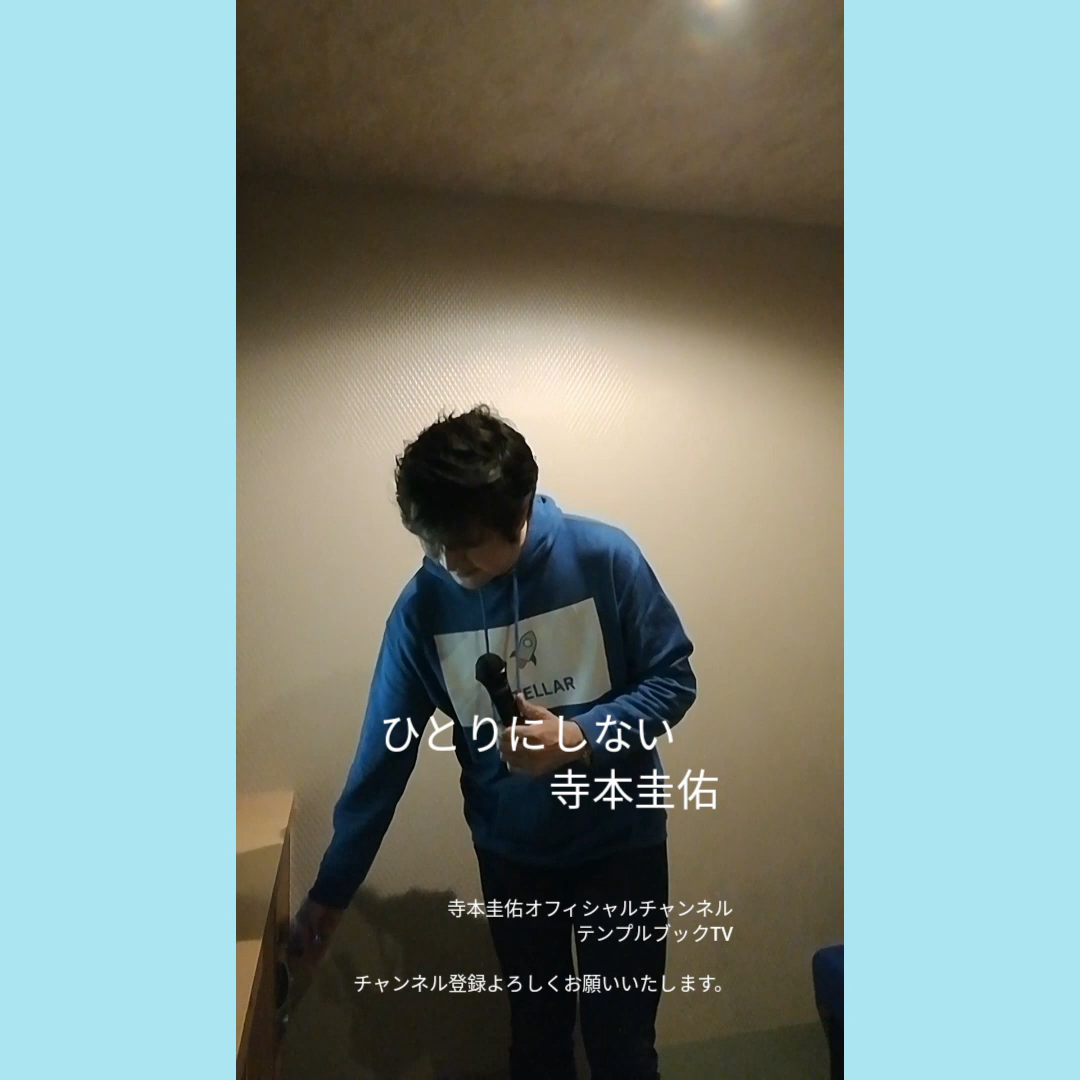 ELLAR
ひとりにしない
寺本圭佑
寺本圭佑オフィシャルチャンネル
テンプルブックTV
チャンネル登録よろしくお願いいたします。